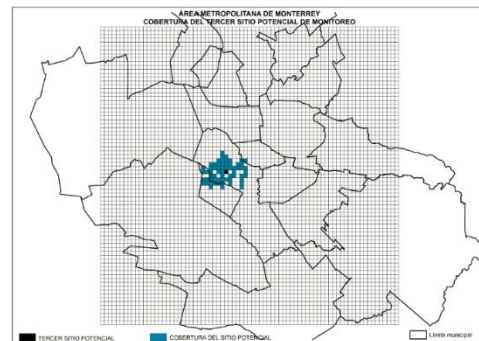 ÁREA METROPOLITANA DE MONTERREY
COBERTURA DEL TERCER SITIO POTENCIAL DE MONITOREO
TERCER SITIO POTENCIAL
COBERTURA DEL SITIO POTENCIAL
Límite municipal